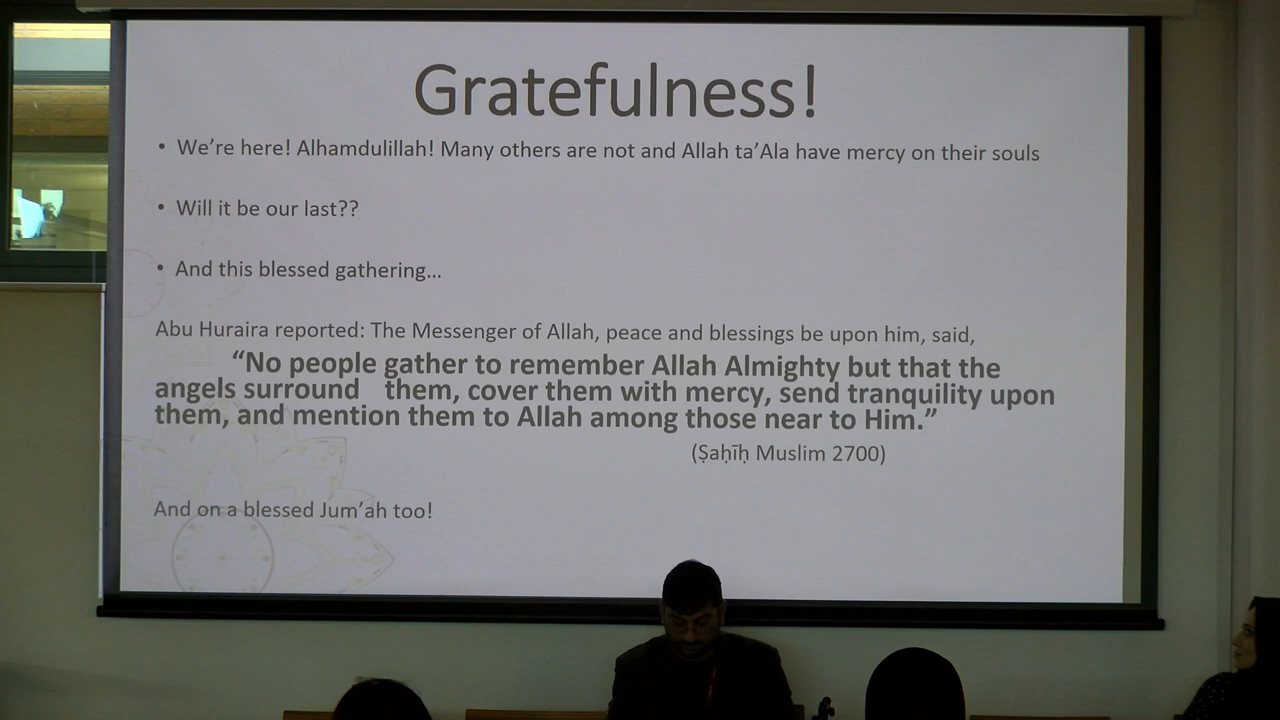 Gratefulness!
• We’re here! Alhamdulillah! Many others are not and Allah ta’Ala have mercy on their souls
• Will it be our last??
• And this blessed gathering…
Abu Huraira reported: The Messenger of Allah, peace and blessings be upon him, said,
“No people gather to remember Allah Almighty but that the
angels surround them, cover them with mercy, send tranquility upon
them, and mention them to Allah among those near to Him.”
(Ṣaḥīḥ Muslim 2700)
And on a blessed Jum’ah too!